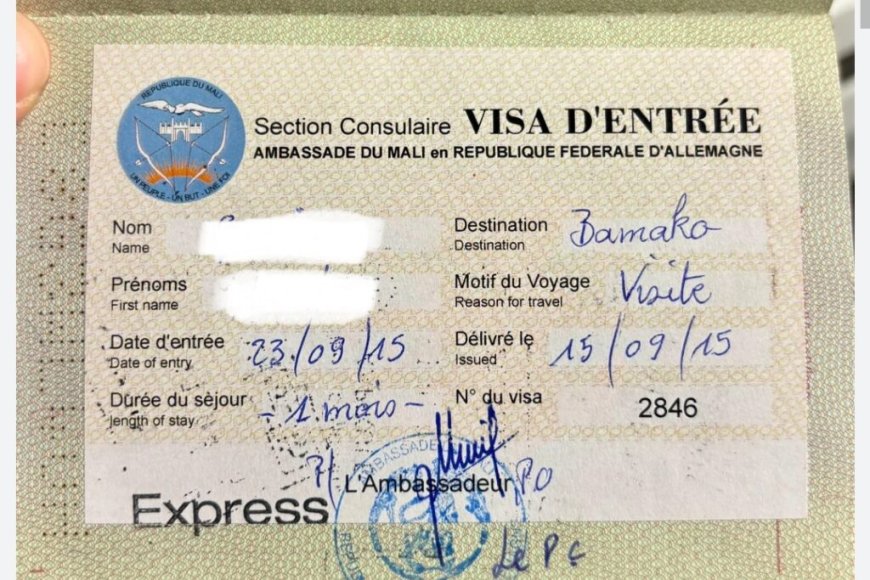 REPUBLIQUE DU MALI
UN PEUPLE - UN BUT - UNE FOI
Section Consulaire VISA D'ENTRÉE
AMBASSADE DU MALI en REPUBLIQUE FEDERALE D'ALLEMAGNE
Nom
Name
Destination Bamako
Destination
Prénoms
First name
Motif du Voyage Visite
Reason for travel
Date d'entrée 23/09/15
Date of entry
Délivré le 15/09/15
Issued
Durée du séjour - 1 mois -
length of stay
N° du visa 2846
P/ L'Ambassadeur PO
Express
Le PC